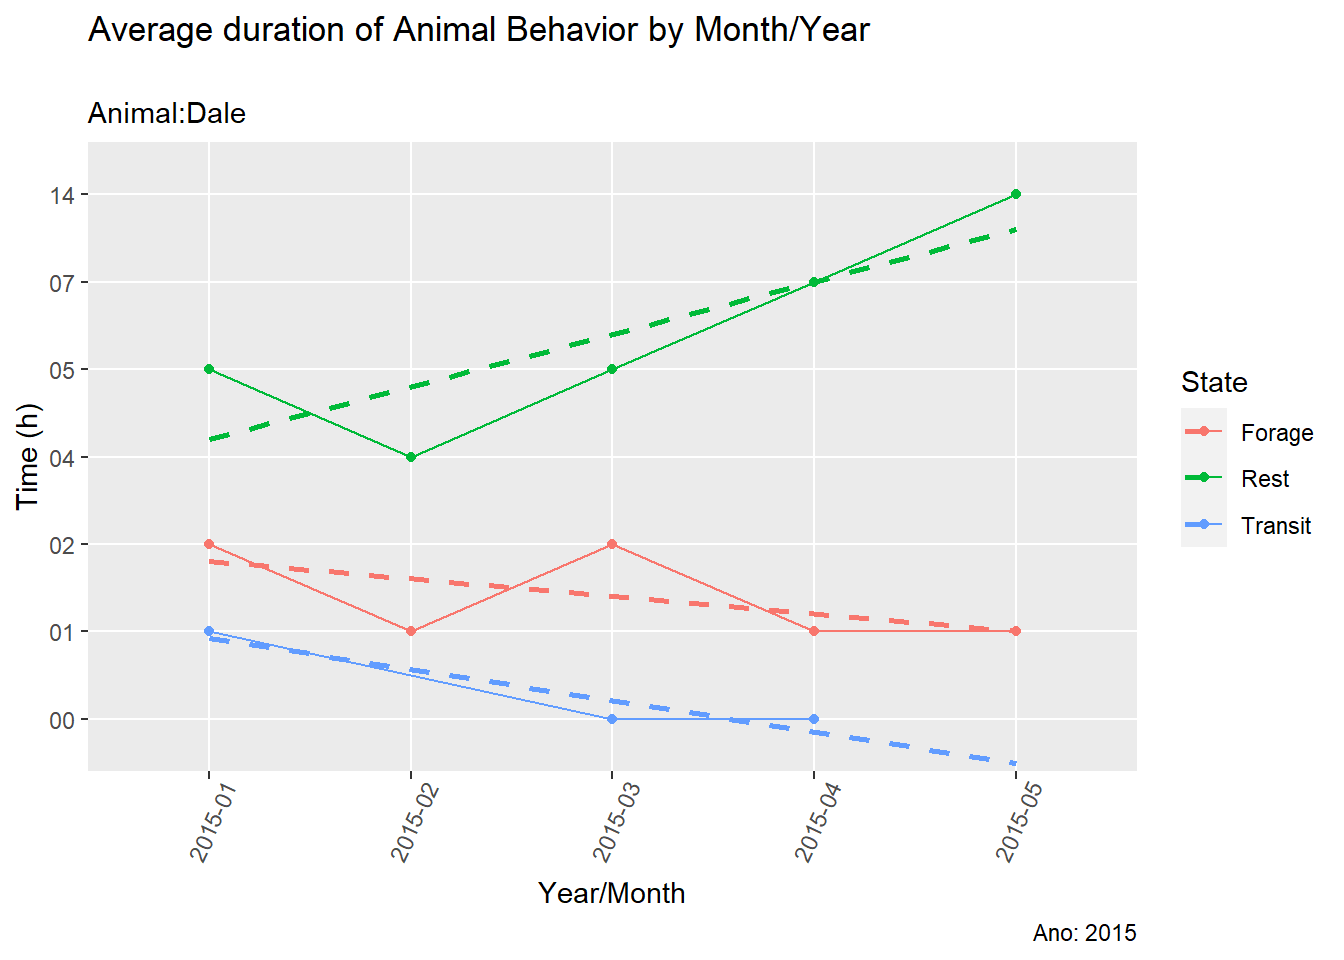 Average duration of Animal Behavior by Month/Year
Animal:Dale
14
07
05
04
02
01
00
Time (h)
2015-01
2015-02
2015-03
2015-04
2015-05
Year/Month
State
Forage
Rest
Transit
Ano: 2015